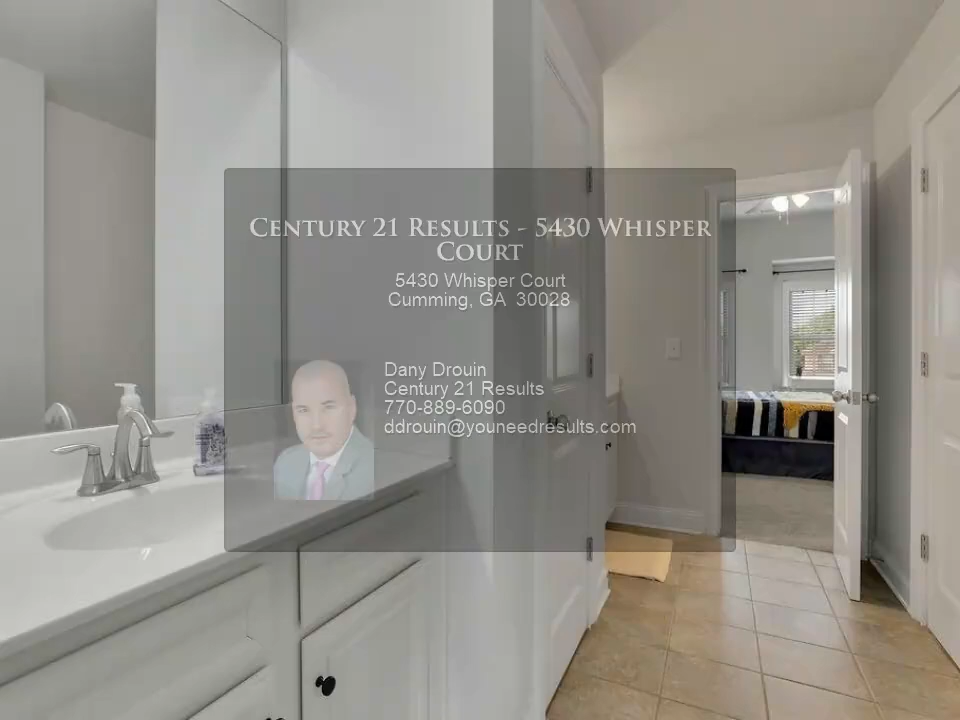 Century 21 Results - 5430 Whisper
Court
5430 Whisper Court
Cumming, GA  30028
Dany Drouin
Century 21 Results
770-889-6090
ddrouin@youneedresults.com